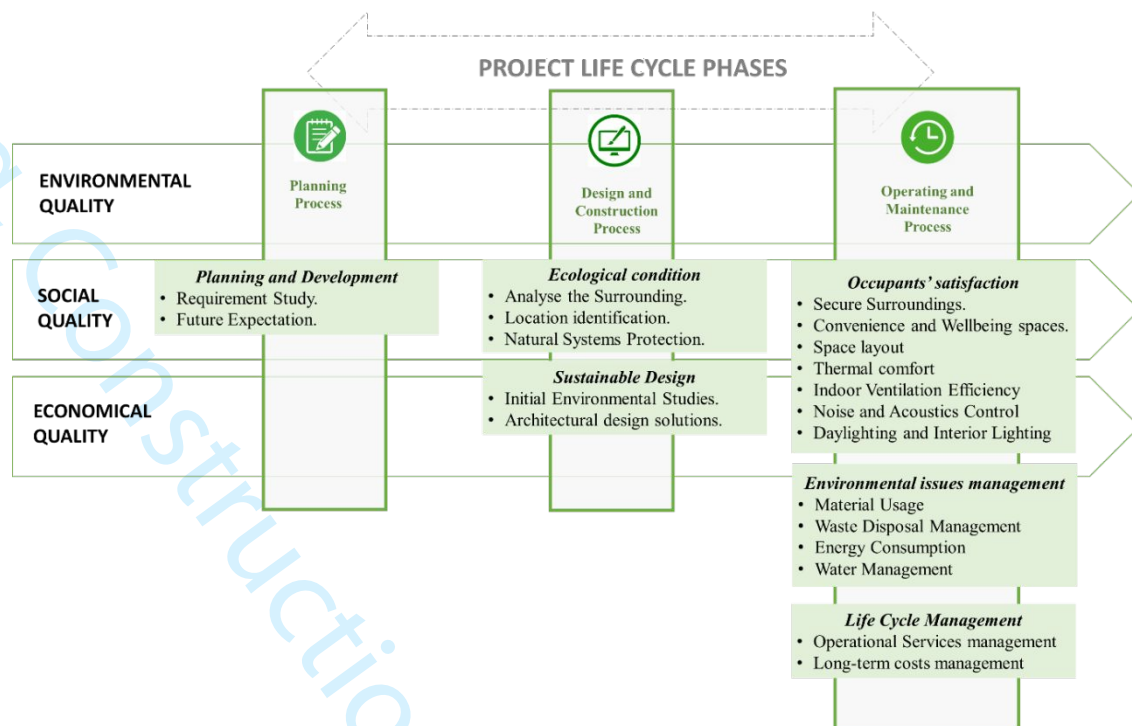 PROJECT LIFE CYCLE PHASES
ENVIRONMENTAL
QUALITY
Planning
Process
Design and
Construction
Process
Operating and
Maintenance
Process
SOCIAL
QUALITY
Planning and Development
• Requirement Study.
• Future Expectation.
Ecological condition
• Analyse the Surrounding.
• Location identification.
• Natural Systems Protection.
Occupants' satisfaction
• Secure Surroundings.
• Convenience and Wellbeing spaces.
• Space layout
• Thermal comfort
• Indoor Ventilation Efficiency
• Noise and Acoustics Control
• Daylighting and Interior Lighting
ECONOMICAL
QUALITY
Sustainable Design
• Initial Environmental Studies.
• Architectural design solutions.
Environmental issues management
• Material Usage
• Waste Disposal Management
• Energy Consumption
• Water Management
Life Cycle Management
• Operational Services management
• Long-term costs management